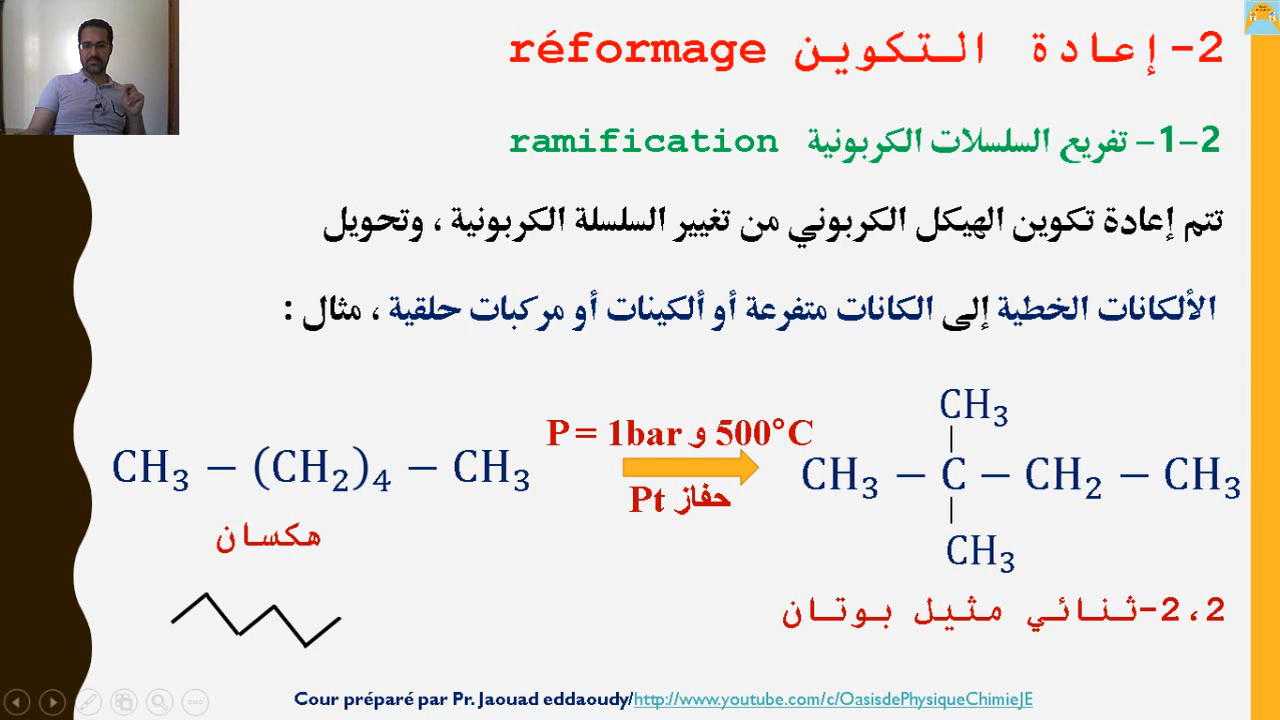 2-إعادة التكوين réformage
2-1- تفريع السلسلات الكربونية ramification
تتم إعادة تكوين الهيكل الكربوني من تغيير السلسلة الكربونية ، وتحويل
الألكانات الخطية إلى الكانات متفرعة أو ألكينات أو مركبات حلقية ، مثال :
CH₃ − (CH₂)₄ − CH₃
هكسان
P = 1bar و 500°C
حفاز Pt
CH₃
CH₃ − C − CH₂ − CH₃
CH₃
2،2-ثنائي مثيل بوتان
Cour préparé par Pr. Jaouad eddaoudy/http://www.youtube.com/c/OasisdePhysiqueChimieJE